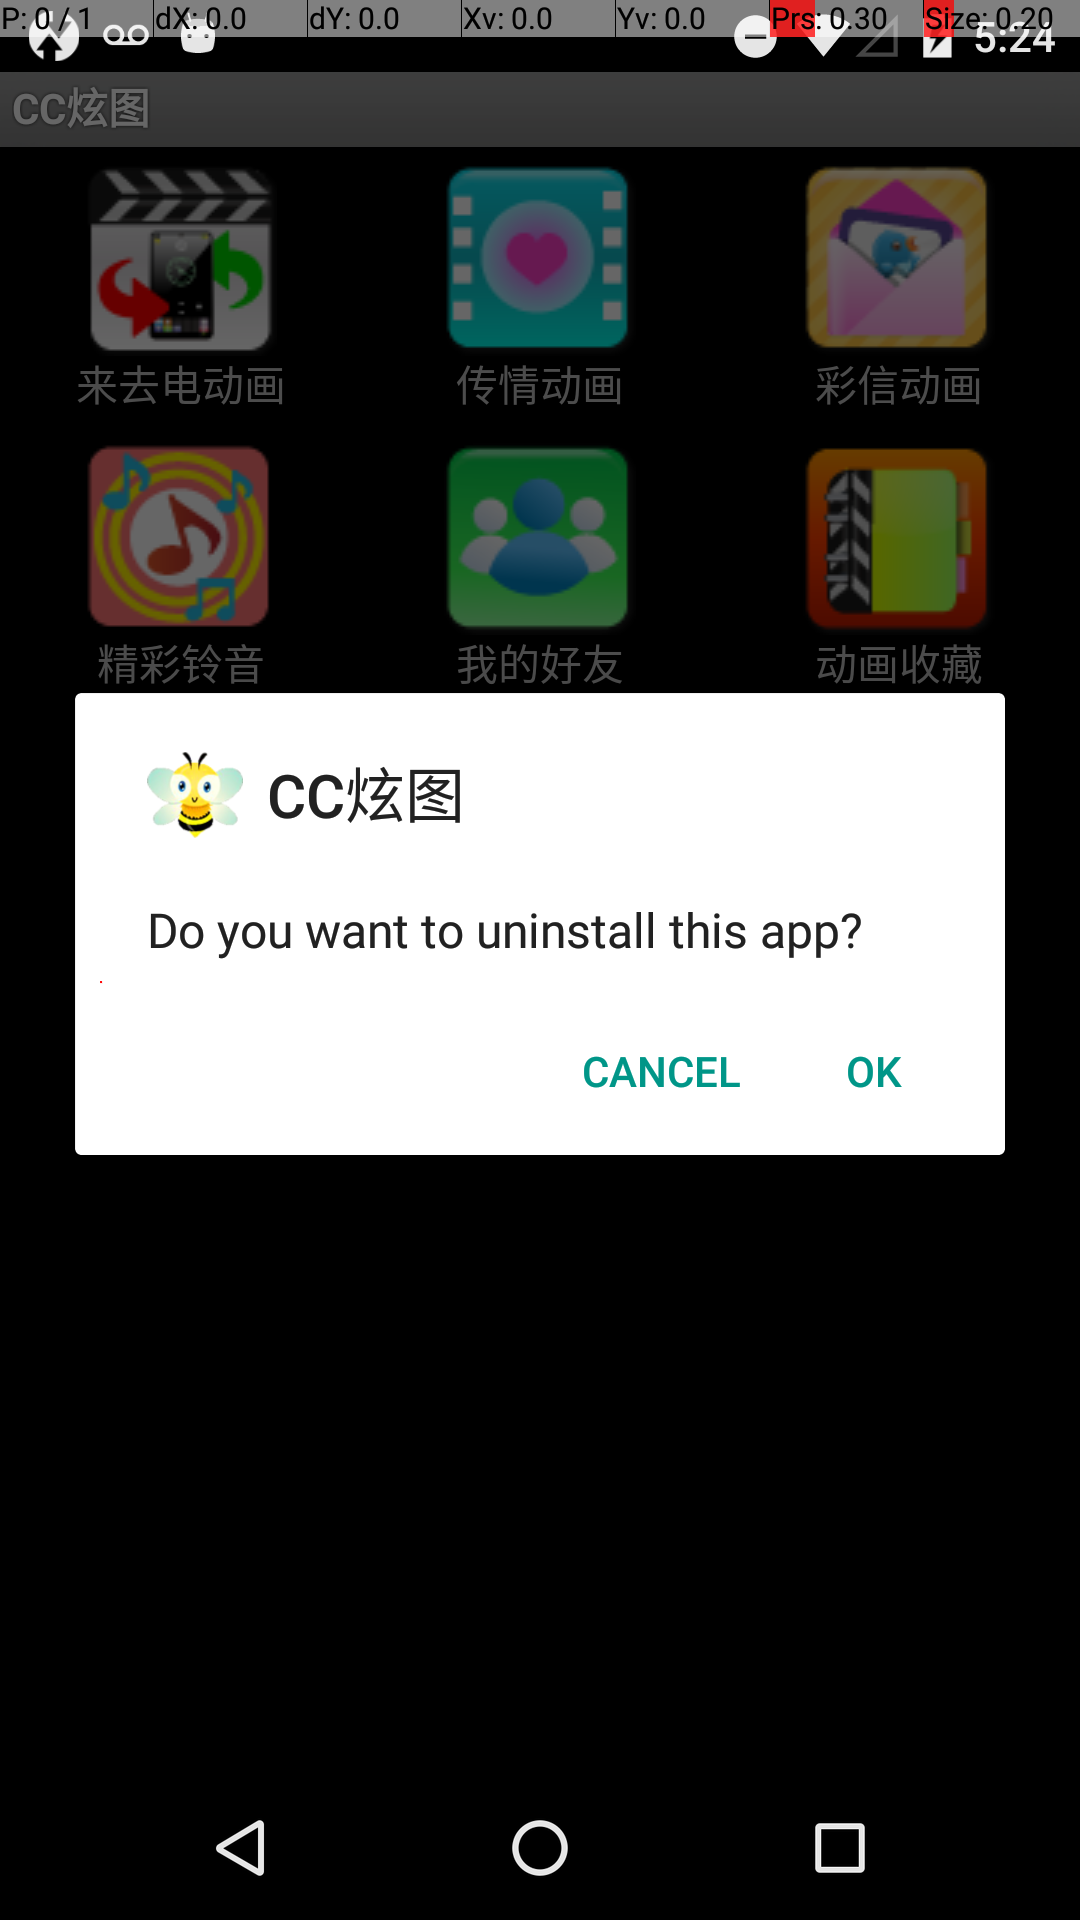 P: 0 / 1 dX: 0.0 dY: 0.0 Xv: 0.0 Yv: 0.0 Prs: 0.30 Size: 0.20
5:24
CC炫图
来去电动画 传情动画 彩信动画
精彩铃音 我的好友 动画收藏
CC炫图
Do you want to uninstall this app?
CANCEL OK